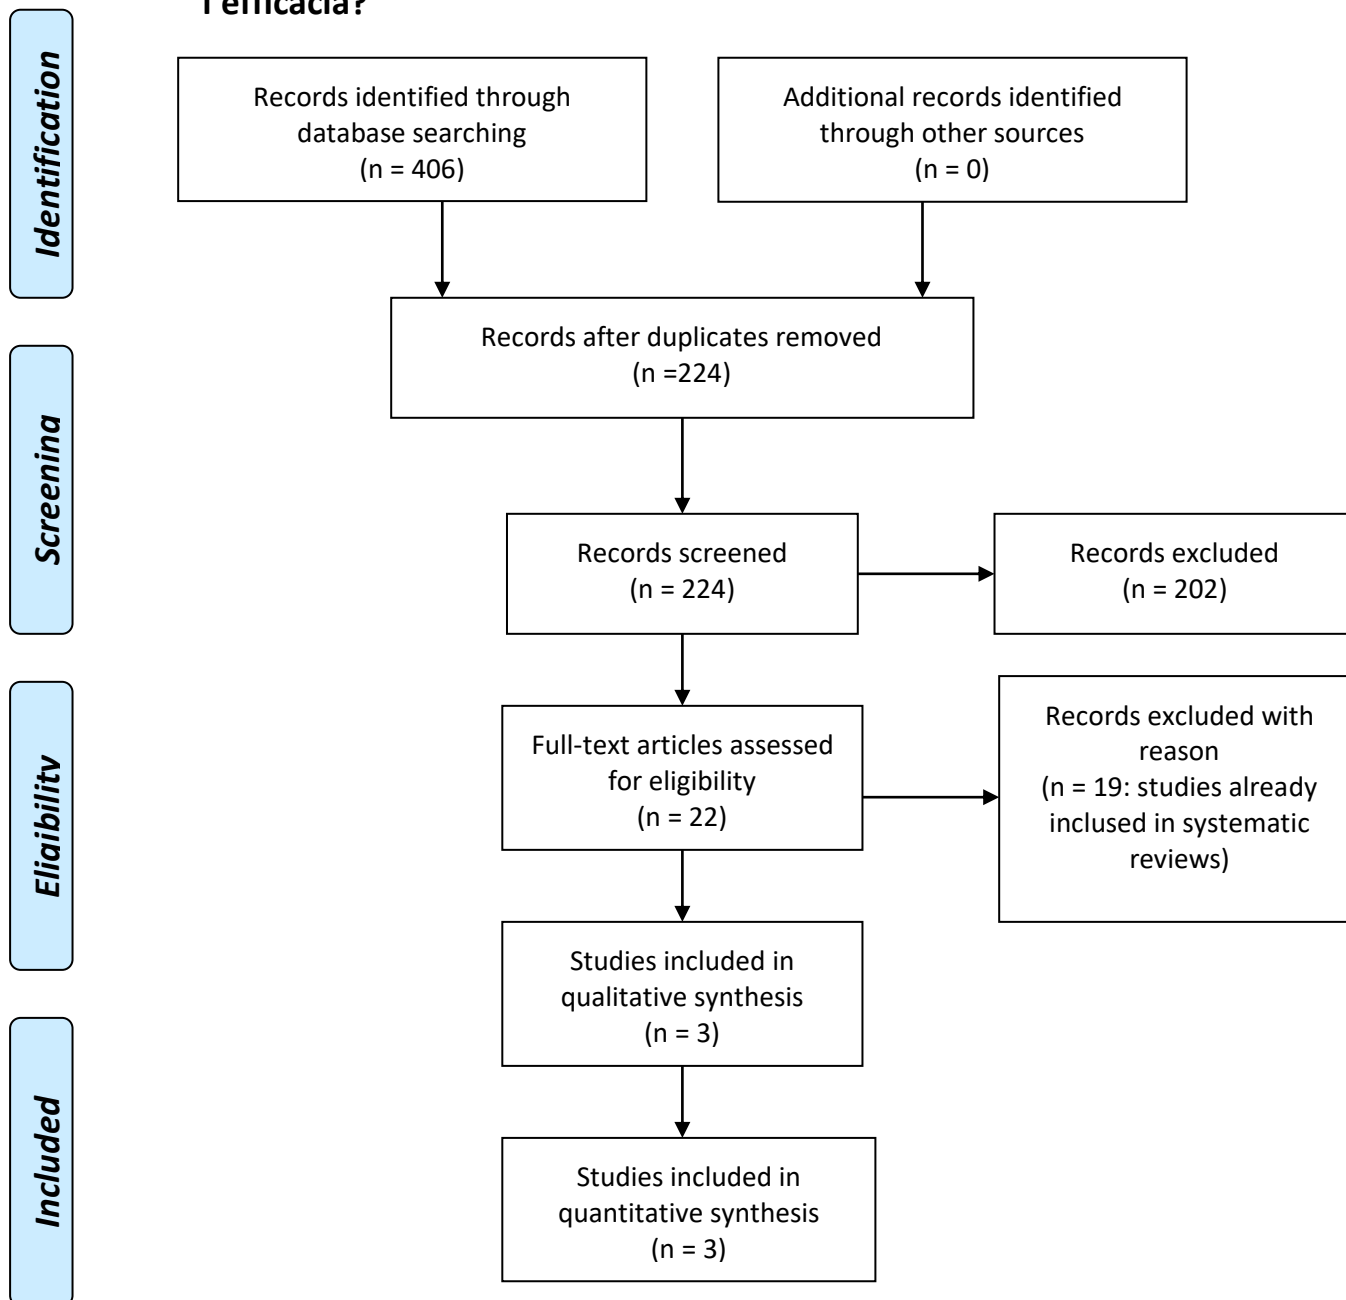 l'efficacia?
Identification
Records identified through
database searching
(n = 406)
Additional records identified
through other sources
(n = 0)
Records after duplicates removed
(n =224)
Screening
Records screened
(n = 224)
Records excluded
(n = 202)
Eligibility
Full-text articles assessed
for eligibility
(n = 22)
Records excluded with
reason
(n = 19: studies already
inclused in systematic
reviews)
Studies included in
qualitative synthesis
(n = 3)
Included
Studies included in
quantitative synthesis
(n = 3)